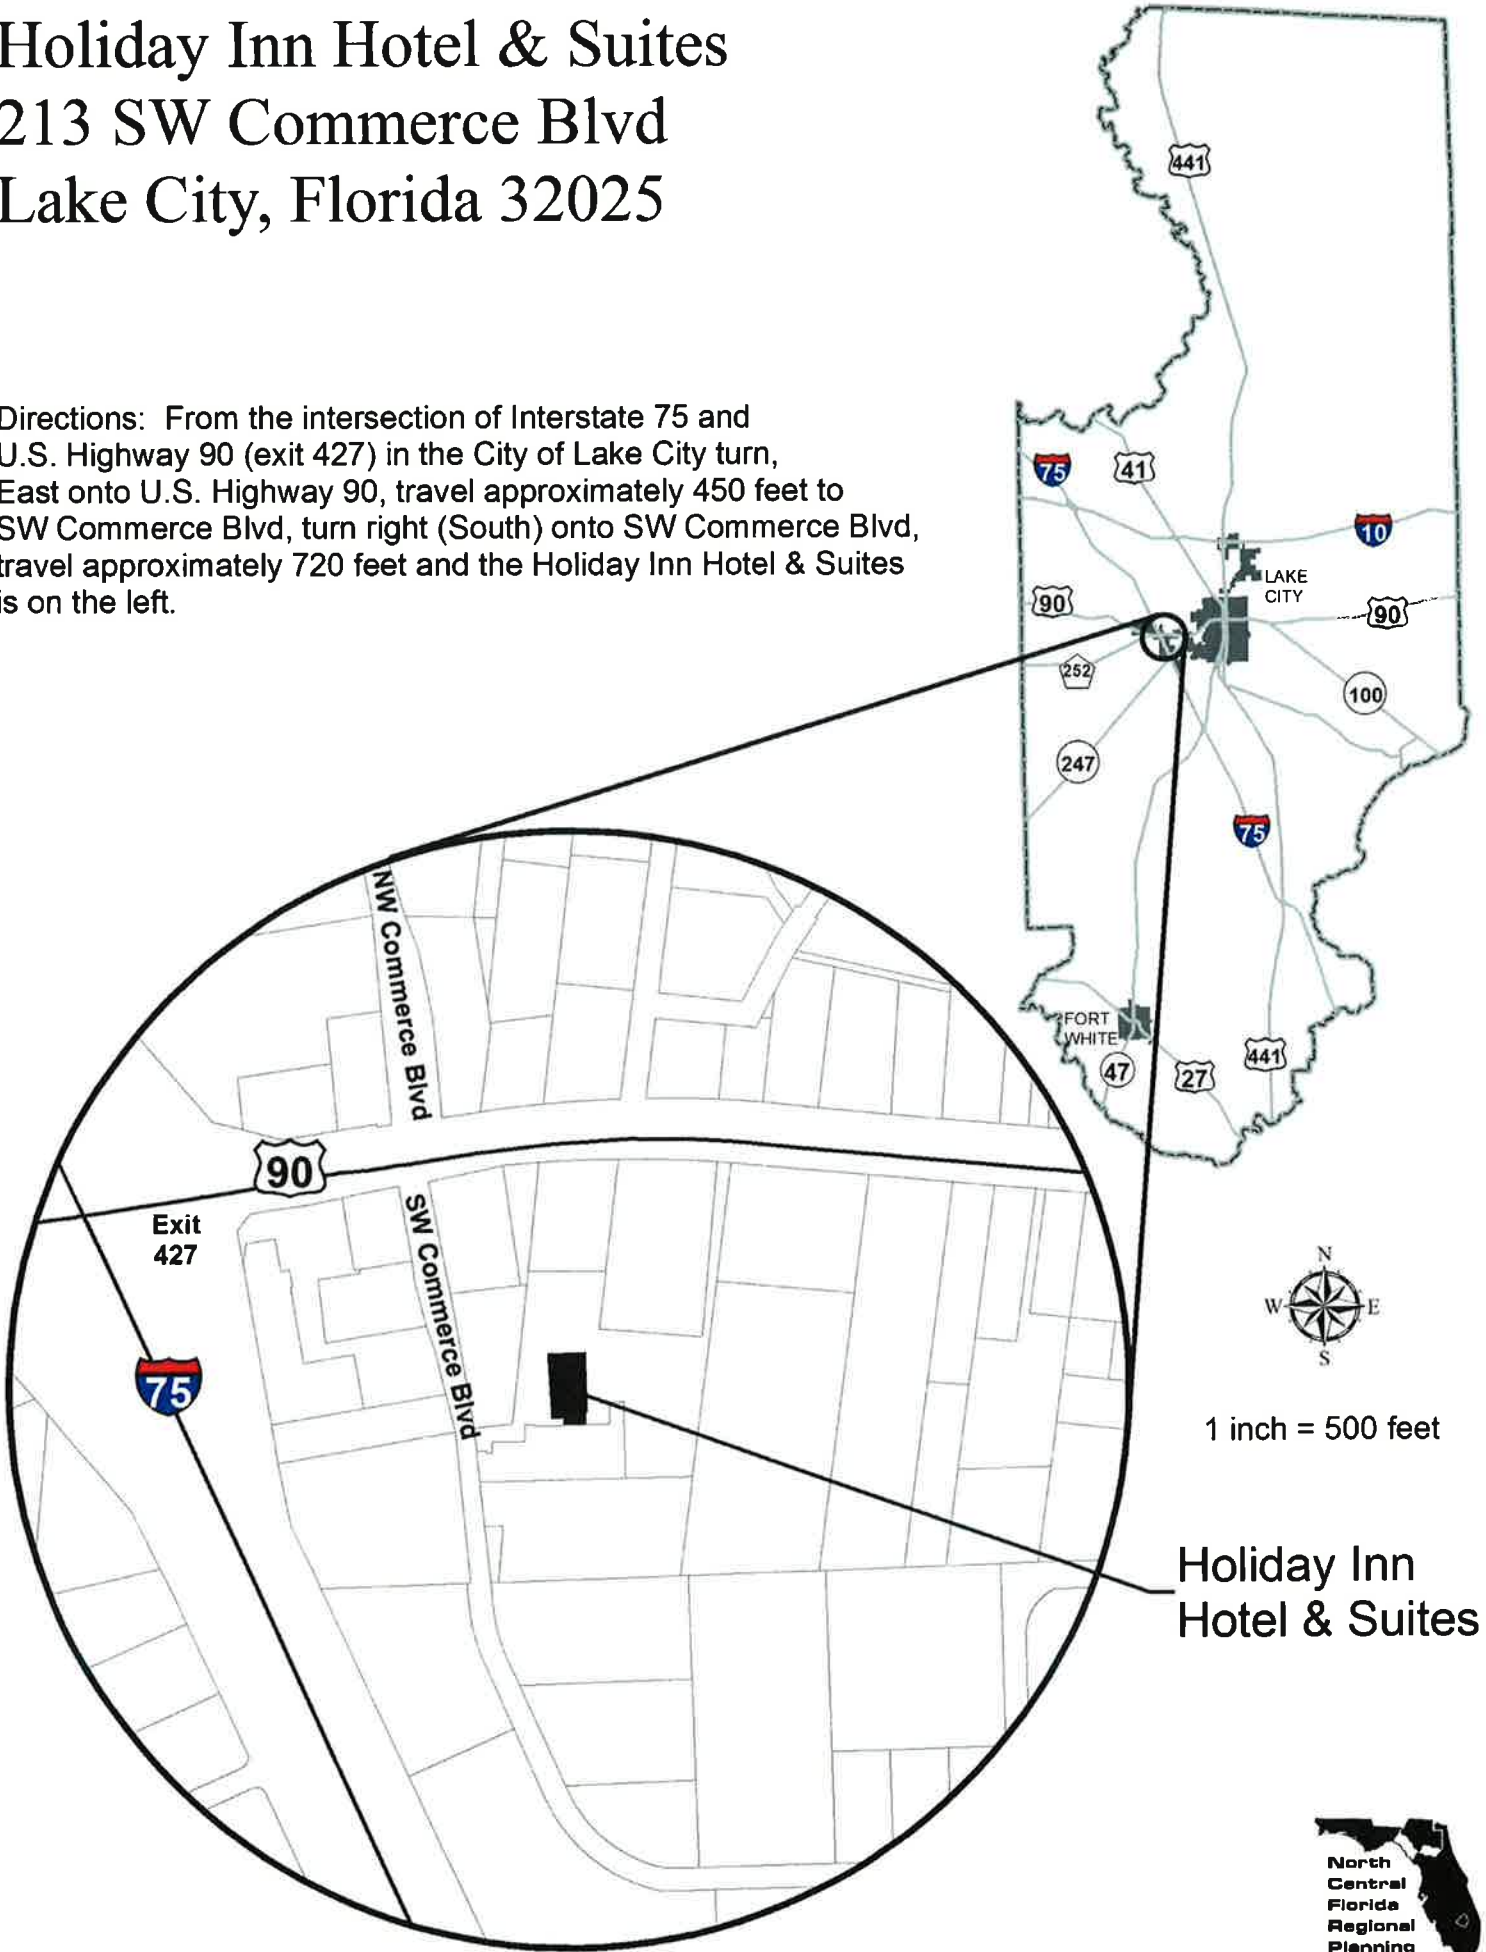 Holiday Inn Hotel & Suites
213 SW Commerce Blvd
Lake City, Florida 32025
Directions: From the intersection of Interstate 75 and
U.S. Highway 90 (exit 427) in the City of Lake City turn,
East onto U.S. Highway 90, travel approximately 450 feet to
SW Commerce Blvd, turn right (South) onto SW Commerce Blvd,
travel approximately 720 feet and the Holiday Inn Hotel & Suites
is on the left.
441
75
41
10
LAKE
CITY
90
90
252
100
247
75
FORT
WHITE
47
27
441
NW Commerce Blvd
90
Exit
427
SW Commerce Blvd
75
N
W
E
S
1 inch = 500 feet
Holiday Inn
Hotel & Suites
North
Central
Florida
Regional
Planning